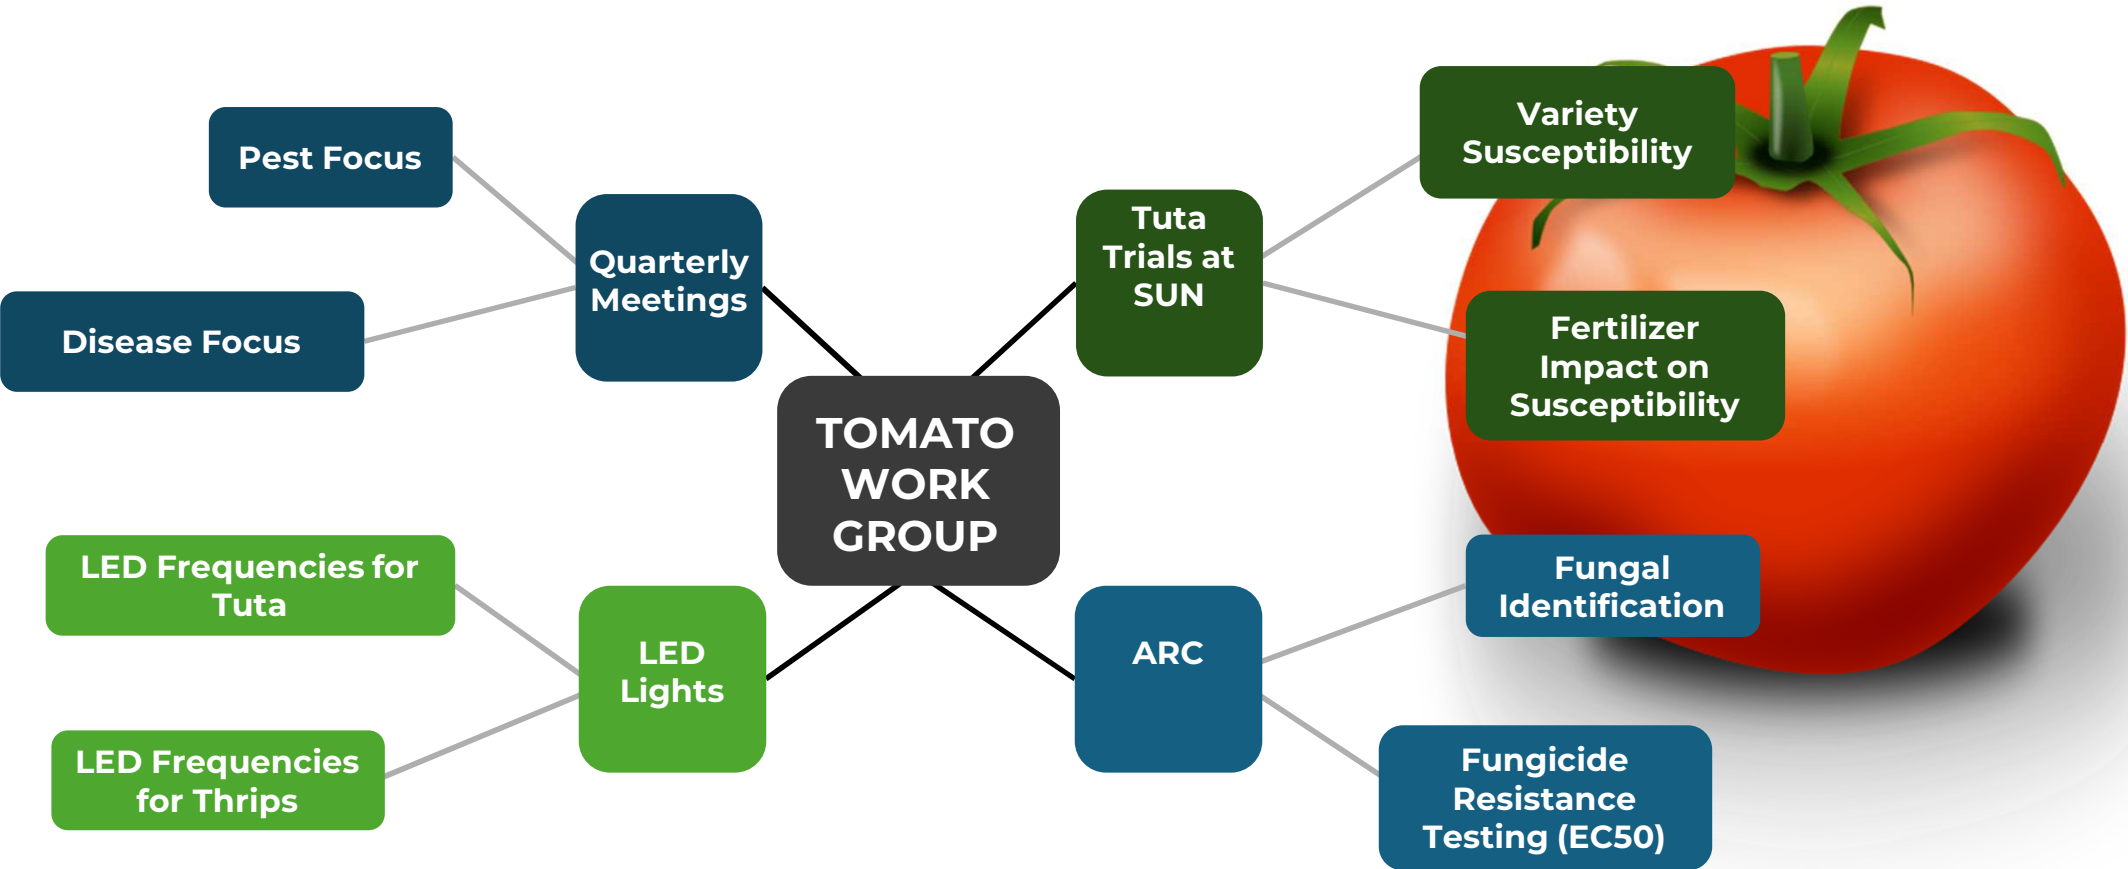 Pest Focus
Disease Focus
Quarterly
Meetings
Tuta
Trials at
SUN
Variety
Susceptibility
Fertilizer
Impact on
Susceptibility
TOMATO
WORK
GROUP
LED Frequencies for
Tuta
LED Frequencies
for Thrips
LED
Lights
ARC
Fungal
Identification
Fungicide
Resistance
Testing (EC50)